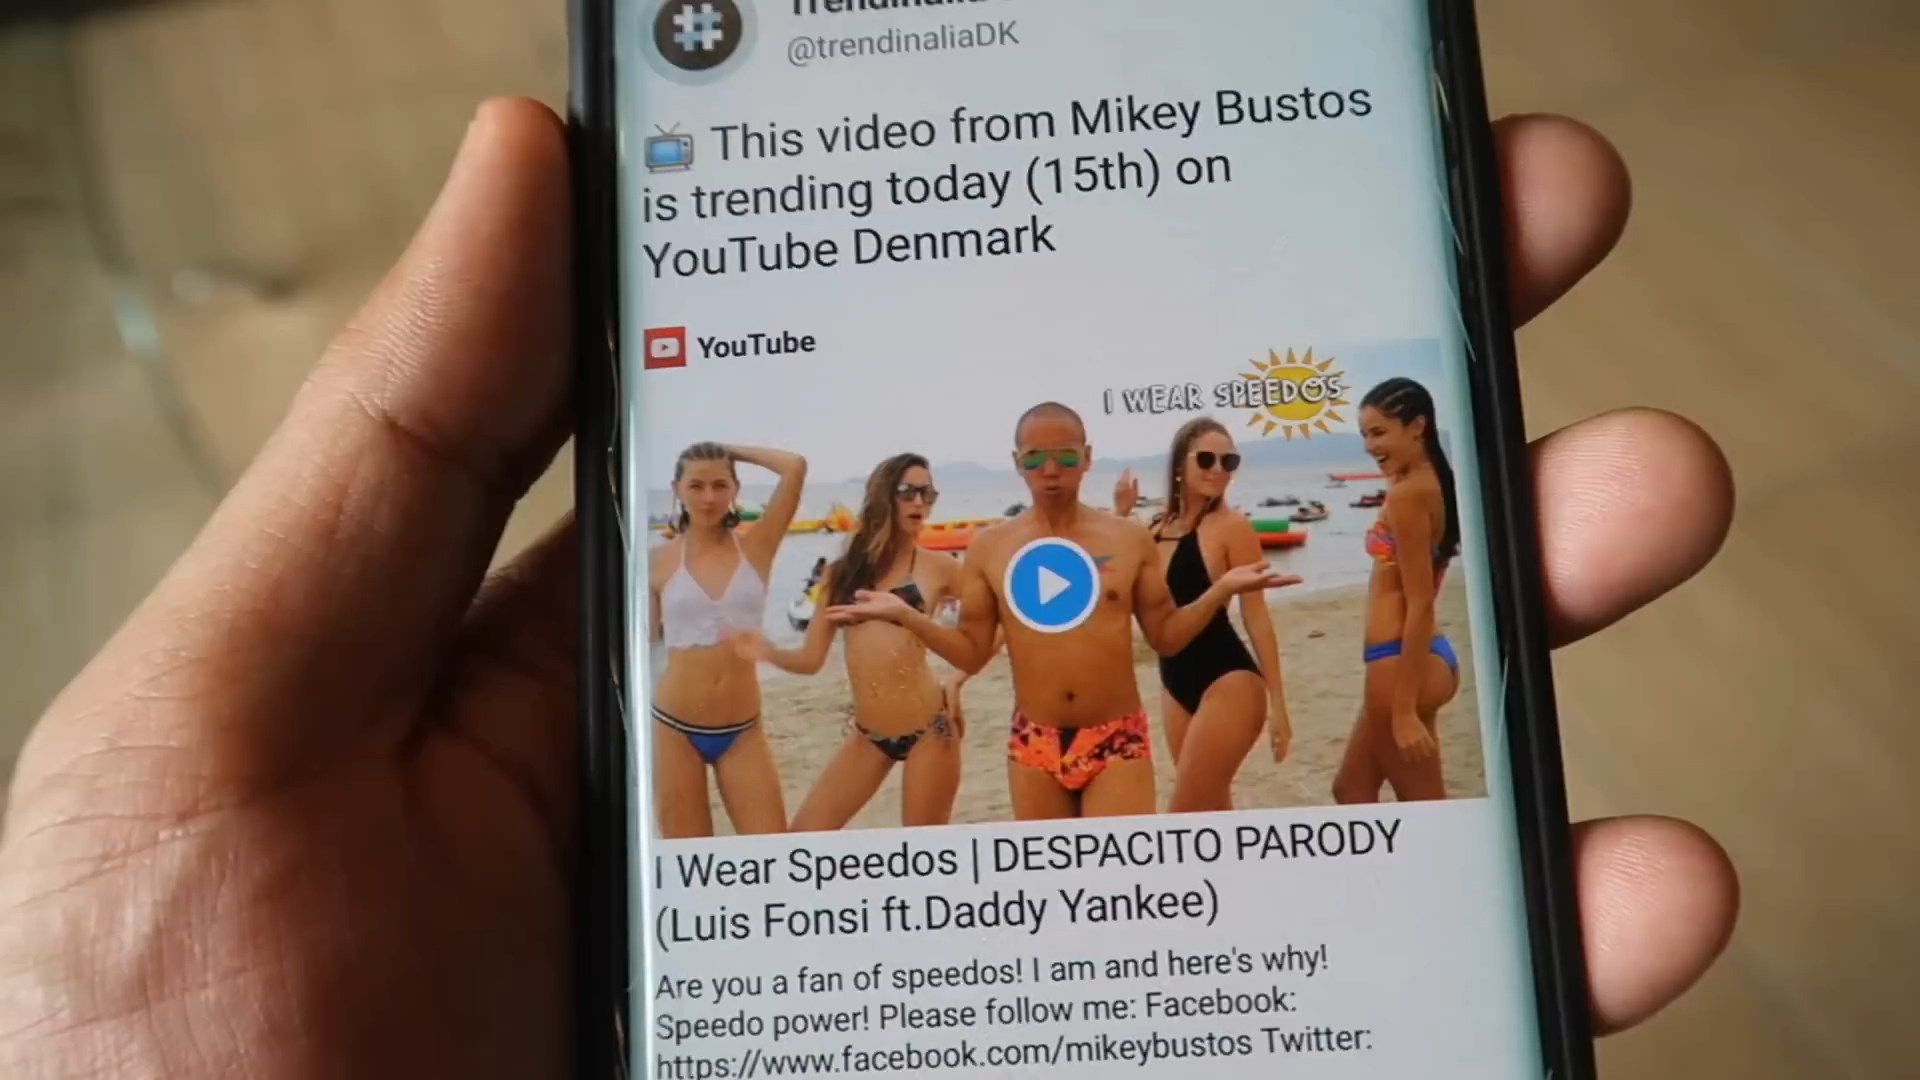 @trendinaliaDK
This video from Mikey Bustos
is trending today (15th) on
YouTube Denmark
YouTube
I WEAR SPEEDOS
I Wear Speedos | DESPACITO PARODY
(Luis Fonsi ft.Daddy Yankee)
Are you a fan of speedos! I am and here's why!
Speedo power! Please follow me: Facebook:
https://www.facebook.com/mikeybustos Twitter: